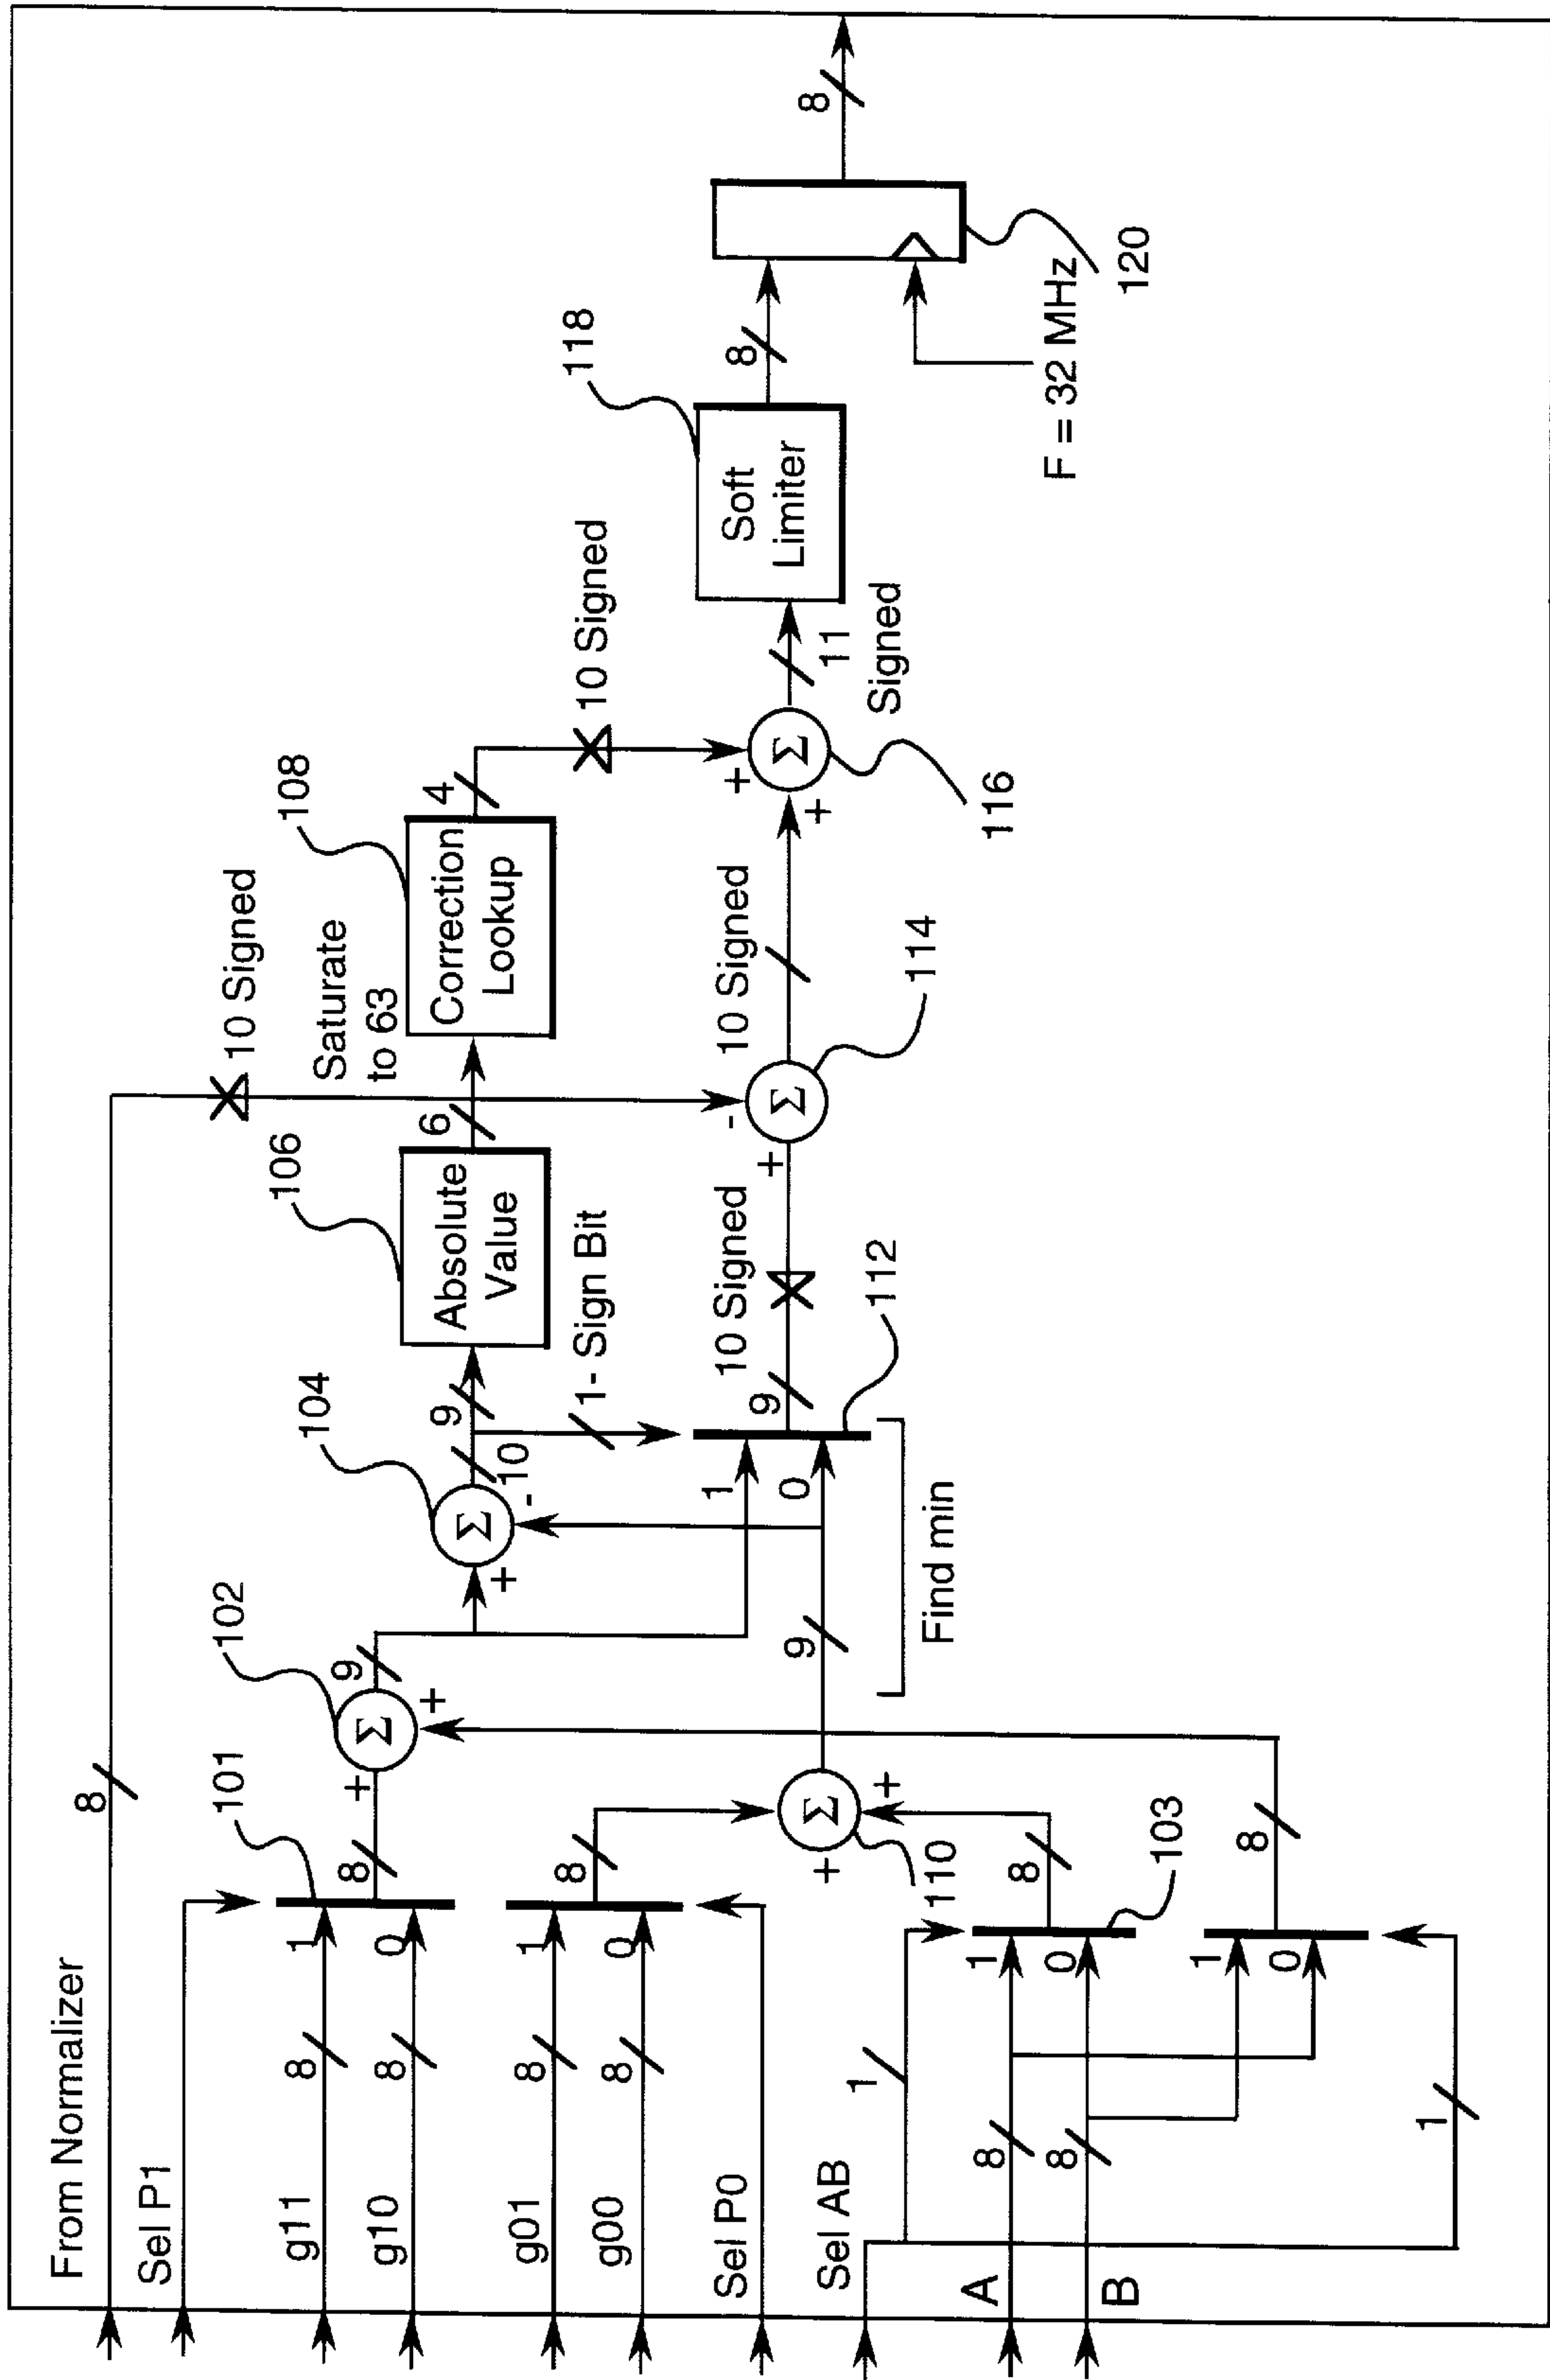 From Normalizer
8
10 Signed
Sel P1
g11
8
1
101
g10
8
0
8
+
Σ
+
102
9
g01
8
1
g00
8
0
8
Sel P0
Sel AB
1
A
8
1
B
8
0
103
8
1
0
8
1
+
Σ
+
110
9
+
Σ
-
104
10
9
1- Sign Bit
1
0
112
Find min
Absolute
Value
106
6
Saturate
to 63
Correction
Lookup
108
4
10 Signed
9
10 Signed
+
Σ
-
114
10 Signed
+
Σ
+
116
11
Signed
Soft
Limiter
118
8
F = 32 MHz
120
8